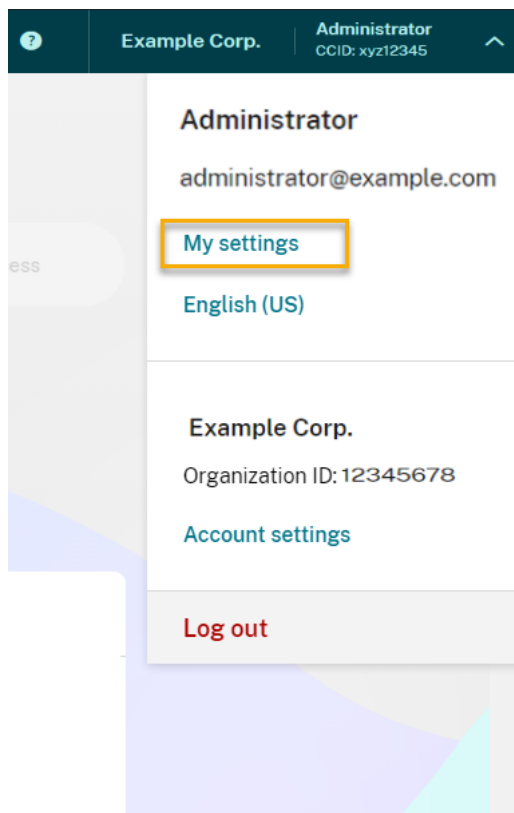 ?
Example Corp.
Administrator
CCID: xyz12345
Administrator
administrator@example.com
My settings
ess
English (US)
Example Corp.
Organization ID: 12345678
Account settings
Log out